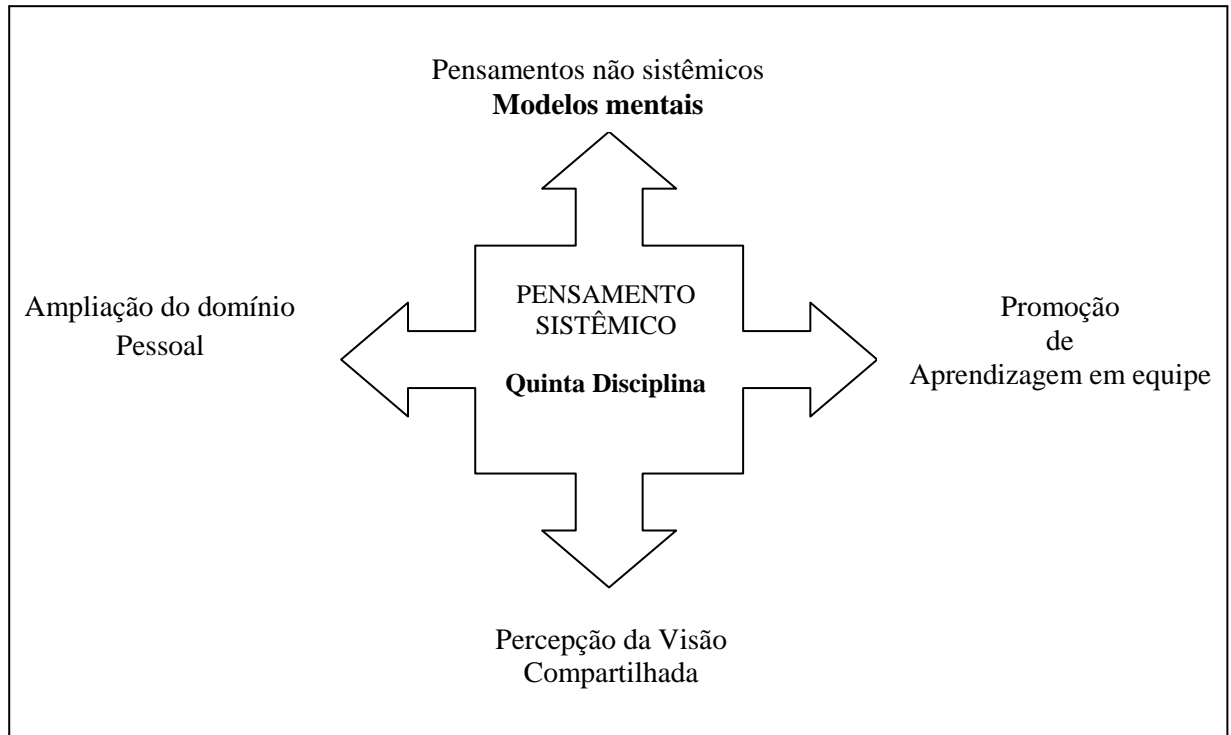 Pensamentos não sistêmicos
Modelos mentais
Ampliação do domínio
Pessoal
PENSAMENTO
SISTÊMICO
Quinta Disciplina
Promoção
de
Aprendizagem em equipe
Percepção da Visão
Compartilhada